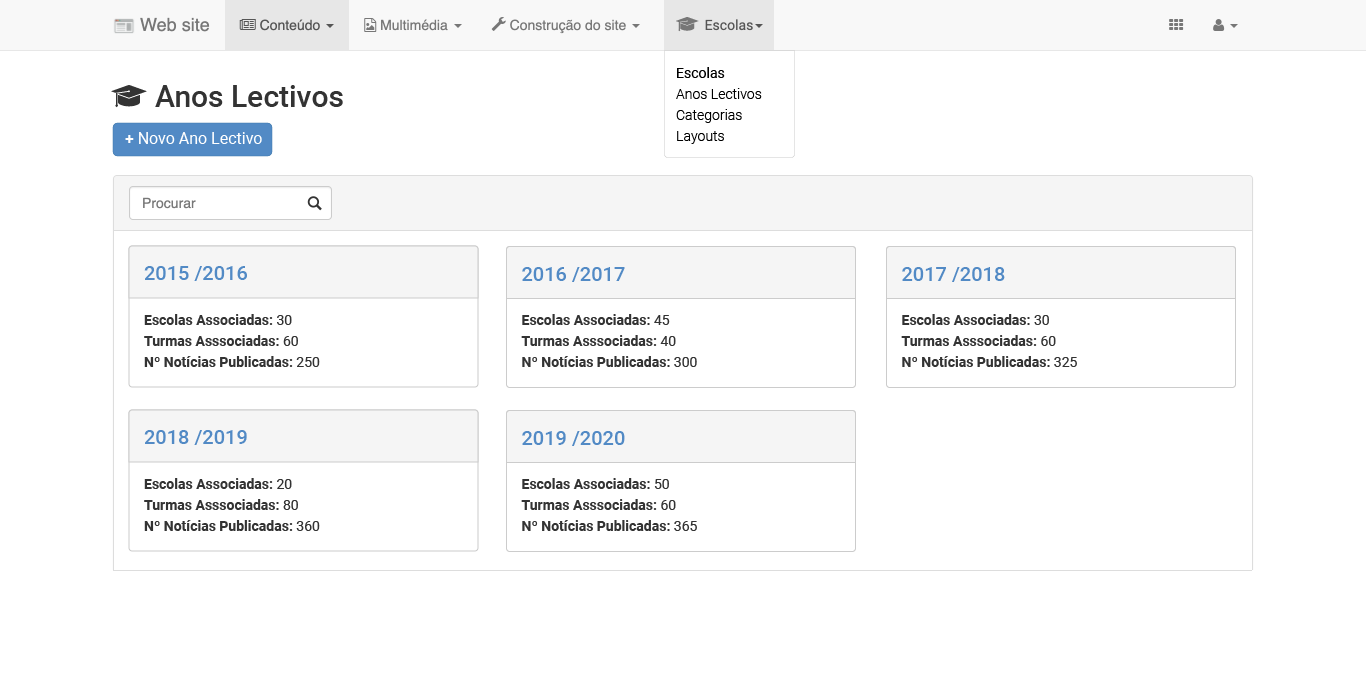 Web site
Conteúdo
Multimédia
Construção do site
Escolas
Escolas
Anos Lectivos
Categorias
Layouts
Anos Lectivos
+ Novo Ano Lectivo
Procurar
2015 /2016
Escolas Associadas: 30
Turmas Asssociadas: 60
Nº Notícias Publicadas: 250
2016 /2017
Escolas Associadas: 45
Turmas Asssociadas: 40
Nº Notícias Publicadas: 300
2017 /2018
Escolas Associadas: 30
Turmas Asssociadas: 60
Nº Notícias Publicadas: 325
2018 /2019
Escolas Associadas: 20
Turmas Asssociadas: 80
Nº Notícias Publicadas: 360
2019 /2020
Escolas Associadas: 50
Turmas Asssociadas: 60
Nº Notícias Publicadas: 365